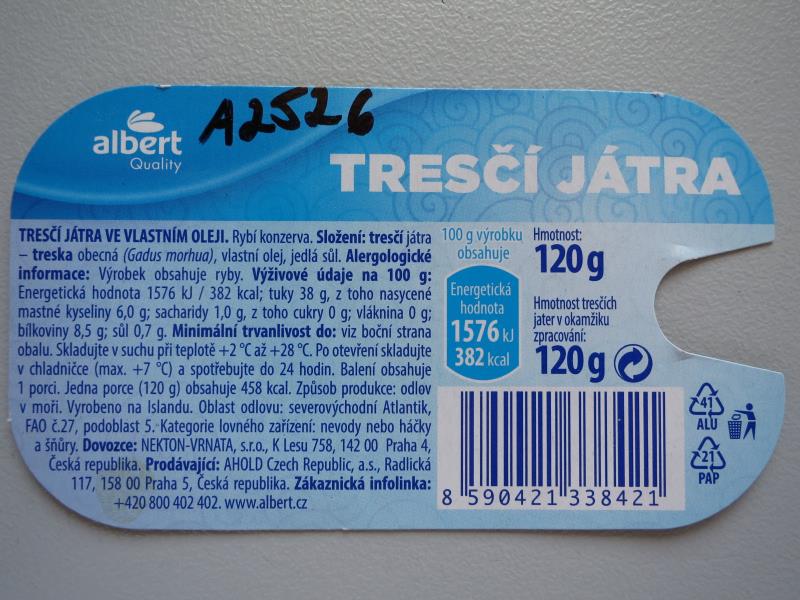 albert
Quality
A2526
TRESČÍ JÁTRA
TRESČÍ JÁTRA VE VLASTNÍM OLEJI. Rybí konzerva. Složení: tresčí játra
– treska obecná (Gadus morhua), vlastní olej, jedlá sůl. Alergologické
informace: Výrobek obsahuje ryby. Výživové údaje na 100 g:
Energetická hodnota 1576 kJ / 382 kcal; tuky 38 g, z toho nasycené
mastné kyseliny 6,0 g; sacharidy 1,0 g, z toho cukry 0 g; vláknina 0 g;
bílkoviny 8,5 g; sůl 0,7 g. Minimální trvanlivost do: viz boční strana
obalu. Skladujte v suchu při teplotě +2 °C až +28 °C. Po otevření skladujte
v chladničce (max. +7 °C) a spotřebujte do 24 hodin. Balení obsahuje
1 porci. Jedna porce (120 g) obsahuje 458 kcal. Způsob produkce: odlov
v moři. Vyrobeno na Islandu. Oblast odlovu: severovýchodní Atlantik,
FAO č.27, podoblast 5. Kategorie lovného zařízení: nevody nebo háčky
a šňůry. Dovozce: NEKTON-VRNATA, s.r.o., K Lesu 758, 142 00 Praha 4,
Česká republika. Prodávající: AHOLD Czech Republic, a.s., Radlická
117, 158 00 Praha 5, Česká republika. Zákaznická infolinka:
+420 800 402 402. www.albert.cz
100 g výrobku
obsahuje
Energetická
hodnota
1576 kJ
382 kcal
Hmotnost:
120 g
Hmotnost tresčích
jater v okamžiku
zpracování:
120 g
8 590421 338421
41
ALU
21
PAP